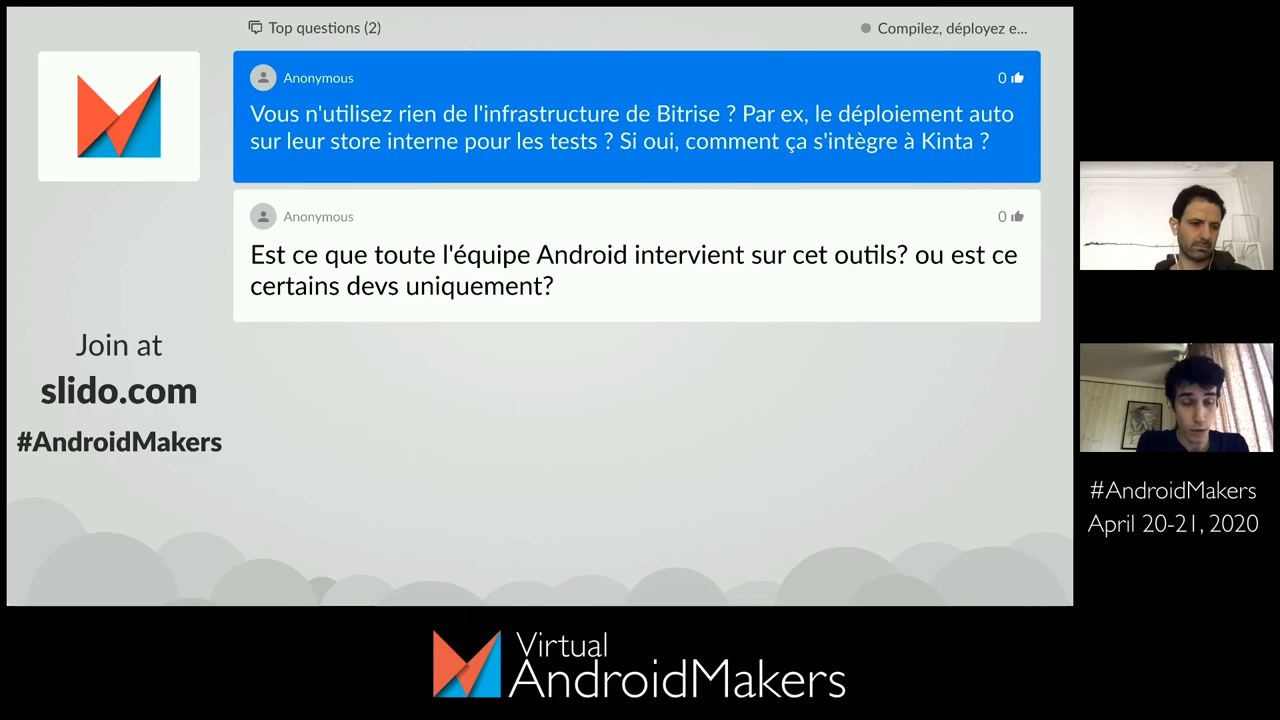 Top questions (2)
Compilez, déployez e...
Anonymous
0
Vous n'utilisez rien de l'infrastructure de Bitrise ? Par ex, le déploiement auto
sur leur store interne pour les tests ? Si oui, comment ça s'intègre à Kinta ?
Anonymous
0
Est ce que toute l'équipe Android intervient sur cet outils? ou est ce
certains devs uniquement?
Join at
slido.com
#AndroidMakers
#AndroidMakers
April 20-21, 2020
Virtual
AndroidMakers